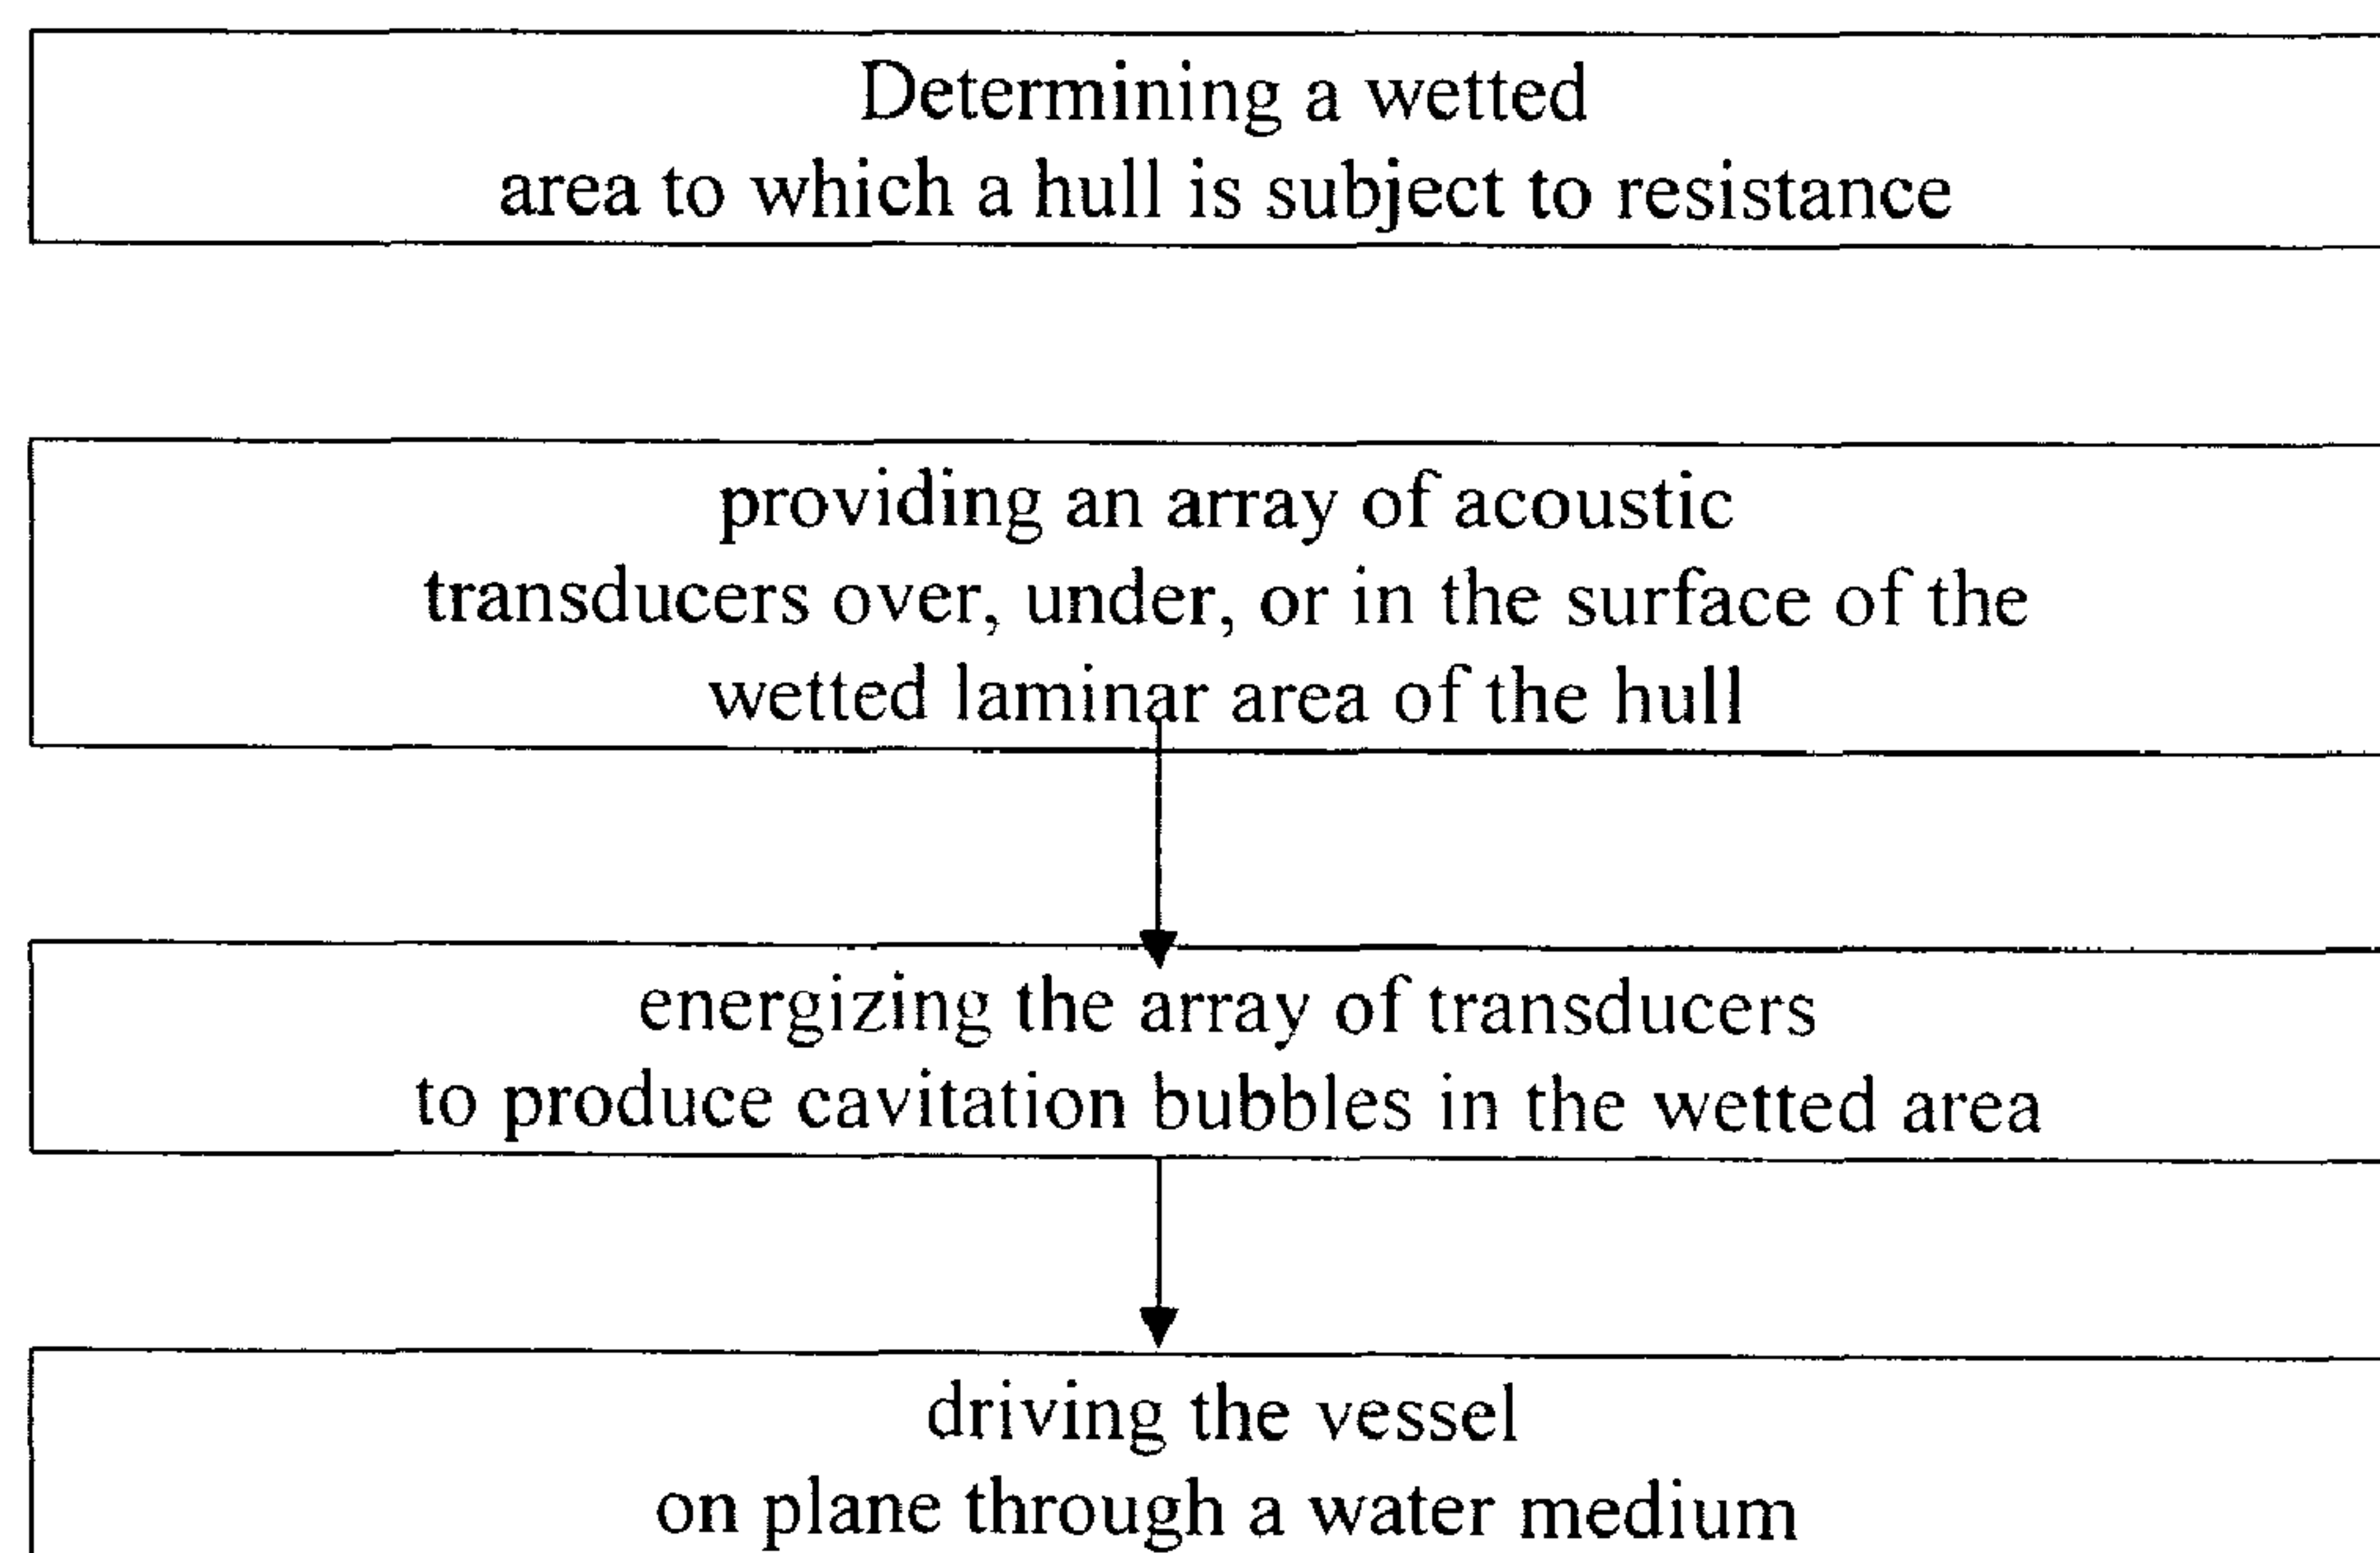 Determining a wetted
area to which a hull is subject to resistance
providing an array of acoustic
transducers over, under, or in the surface of the
wetted laminar area of the hull
energizing the array of transducers
to produce cavitation bubbles in the wetted area
driving the vessel
on plane through a water medium